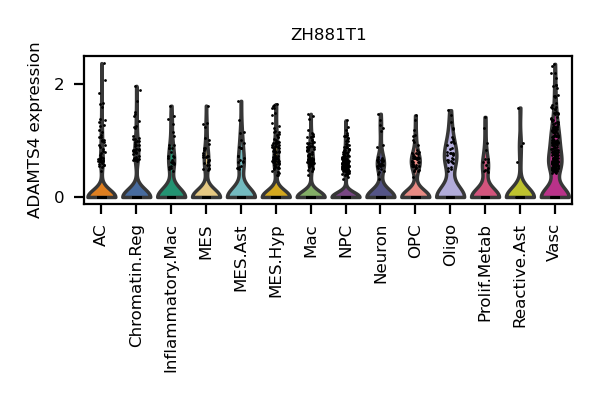 ZH881T1
ADAMTS4 expression
2
0
AC
Chromatin.Reg
Inflammatory.Mac
MES
MES.Ast
MES.Hyp
Mac
NPC
Neuron
OPC
Oligo
Prolif.Metab
Reactive.Ast
Vasc